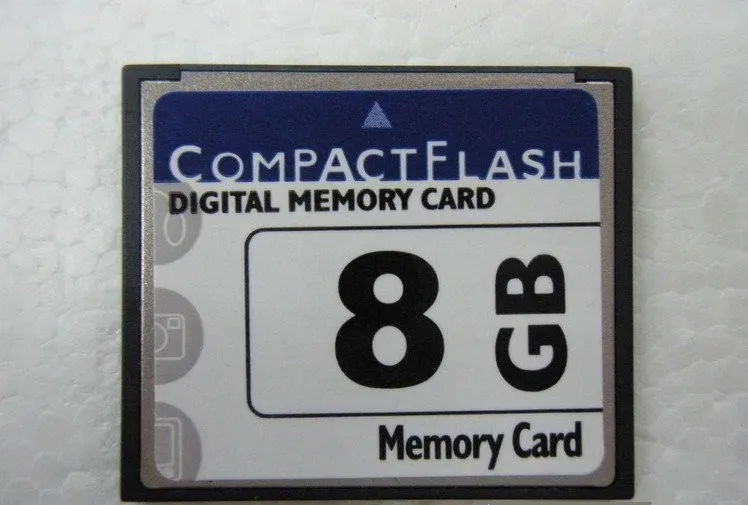 COMPACTFLASH
DIGITAL MEMORY CARD
8 GB
Memory Card